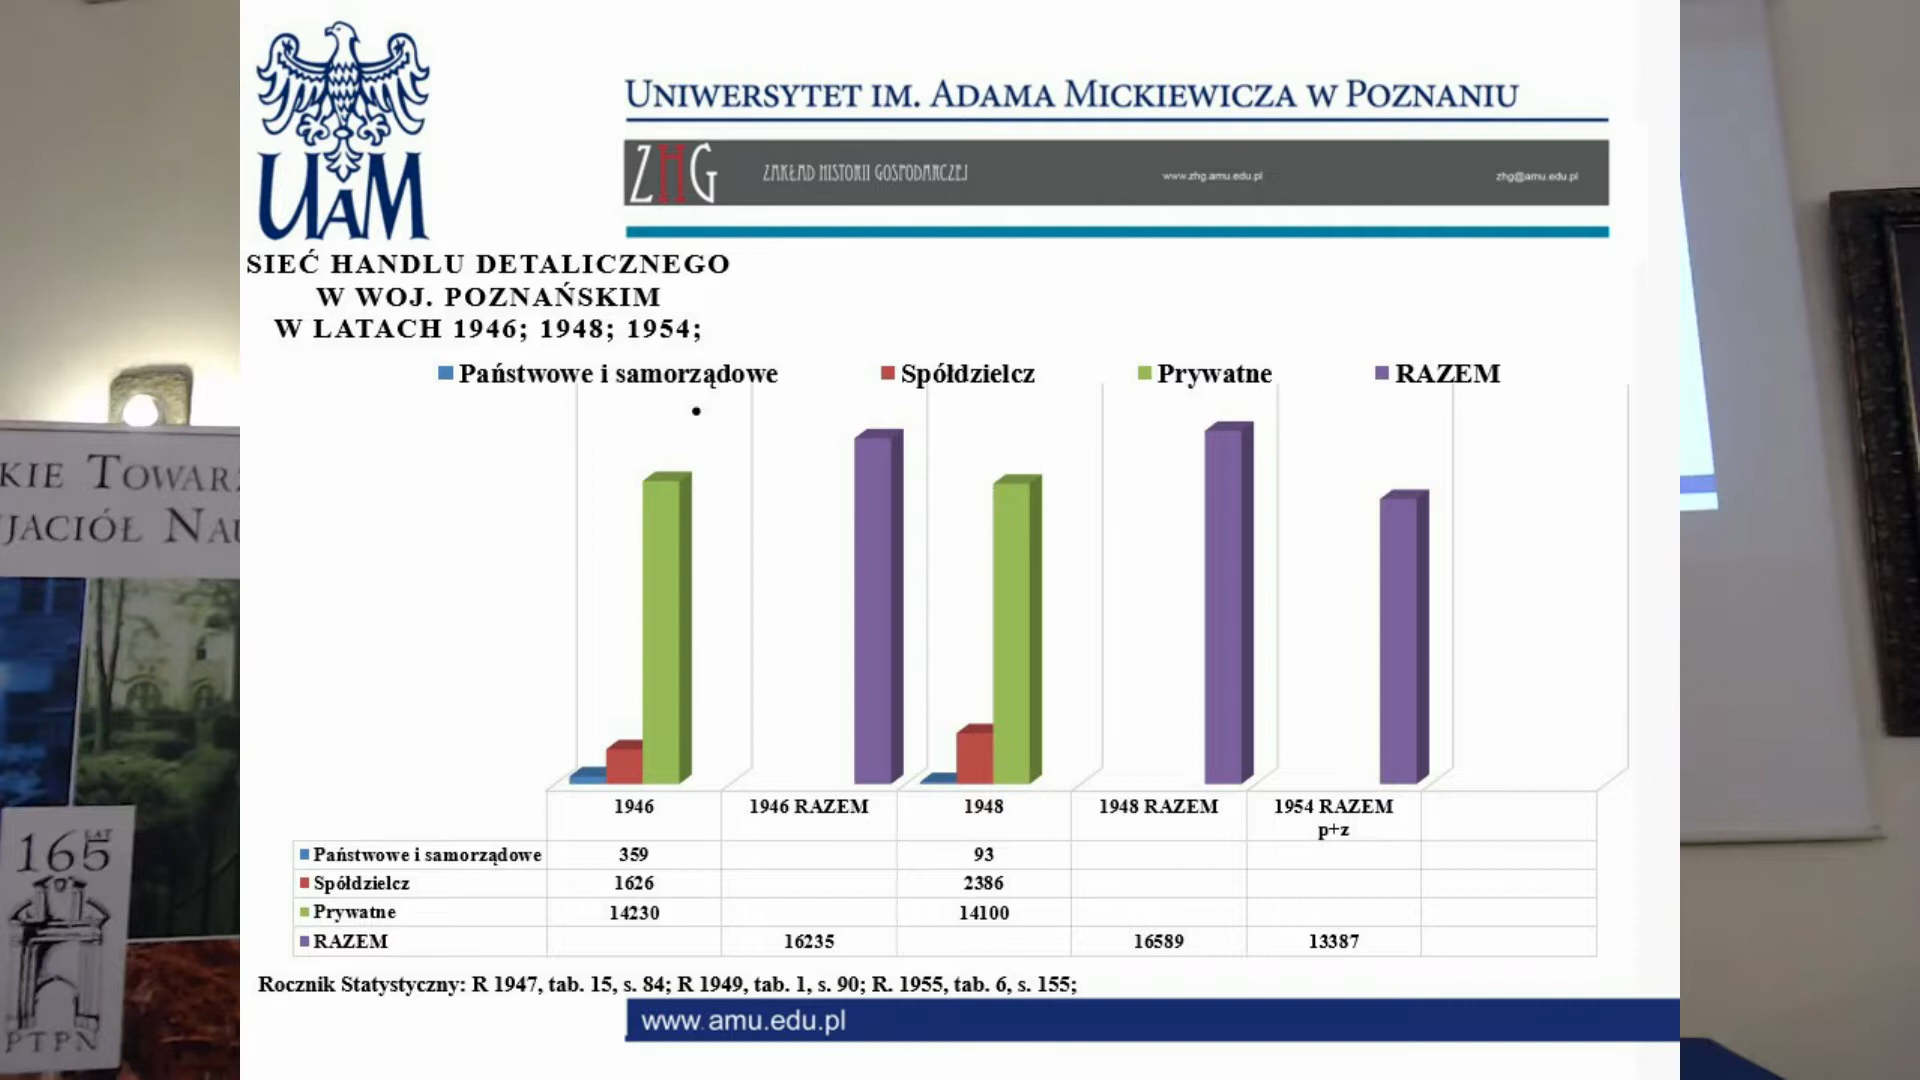 UNIWERSYTET IM. ADAMA MICKIEWICZA W POZNANIU
ZHG ZAKŁAD HISTORII GOSPODARCZEJ www.zhg.amu.edu.pl zhg@amu.edu.pl
UAM
SIEĆ HANDLU DETALICZNEGO
W WOJ. POZNAŃSKIM
W LATACH 1946; 1948; 1954;
Państwowe i samorządowe Spółdzielcz Prywatne RAZEM
KIE TOWARZ
YJACIÓŁ NAU
1946 1946 RAZEM 1948 1948 RAZEM 1954 RAZEM
p+z
Państwowe i samorządowe 359 93
Spółdzielcz 1626 2386
Prywatne 14230 14100
RAZEM 16235 16589 13387
165 LAT
PTPN
Rocznik Statystyczny: R 1947, tab. 15, s. 84; R 1949, tab. 1, s. 90; R. 1955, tab. 6, s. 155;
www.amu.edu.pl